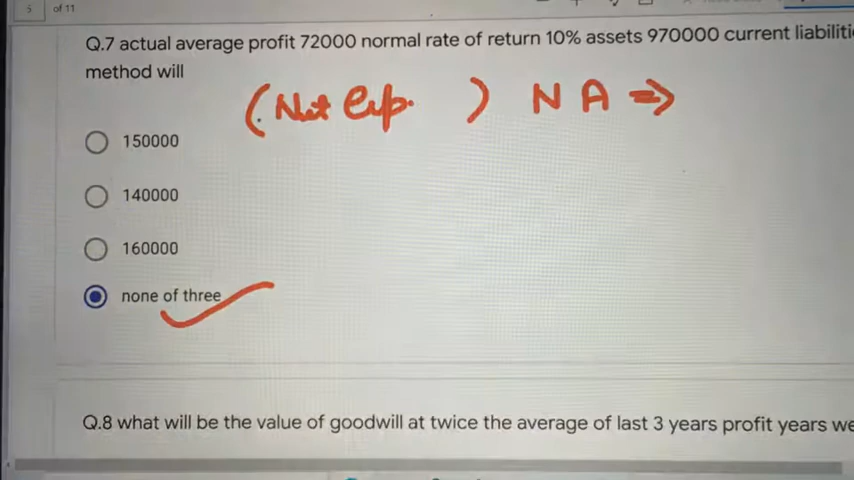 5 of 11
Q.7 actual average profit 72000 normal rate of return 10% assets 970000 current liabiliti
method will
(Net Exp. ) N A ⇒
150000
140000
160000
none of three
Q.8 what will be the value of goodwill at twice the average of last 3 years profit years we